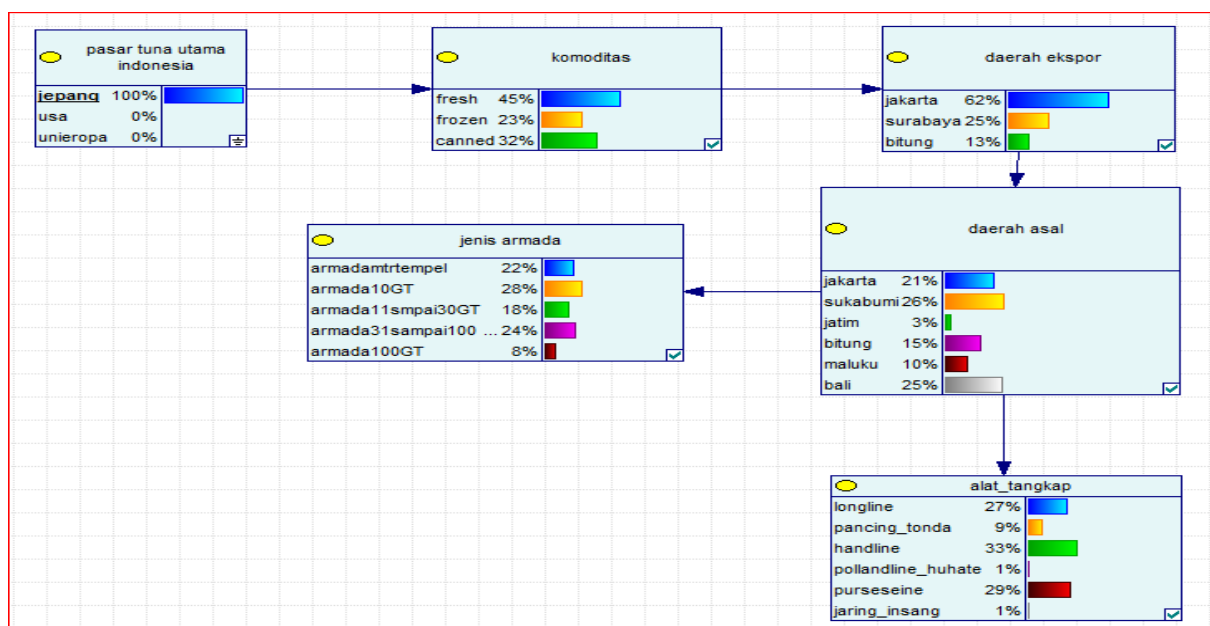 pasar tuna utama
indonesia
jepang 100%
usa 0%
unieropa 0%
komoditas
fresh 45%
frozen 23%
canned 32%
daerah ekspor
jakarta 62%
surabaya 25%
bitung 13%
jenis armada
armadamtrtempel 22%
armada10GT 28%
armada11smpai30GT 18%
armada31sampai100 ... 24%
armada100GT 8%
daerah asal
jakarta 21%
sukabumi 26%
jatim 3%
bitung 15%
maluku 10%
bali 25%
alat_tangkap
longline 27%
pancing_tonda 9%
handline 33%
pollandline_huhate 1%
purseseine 29%
jaring_insang 1%